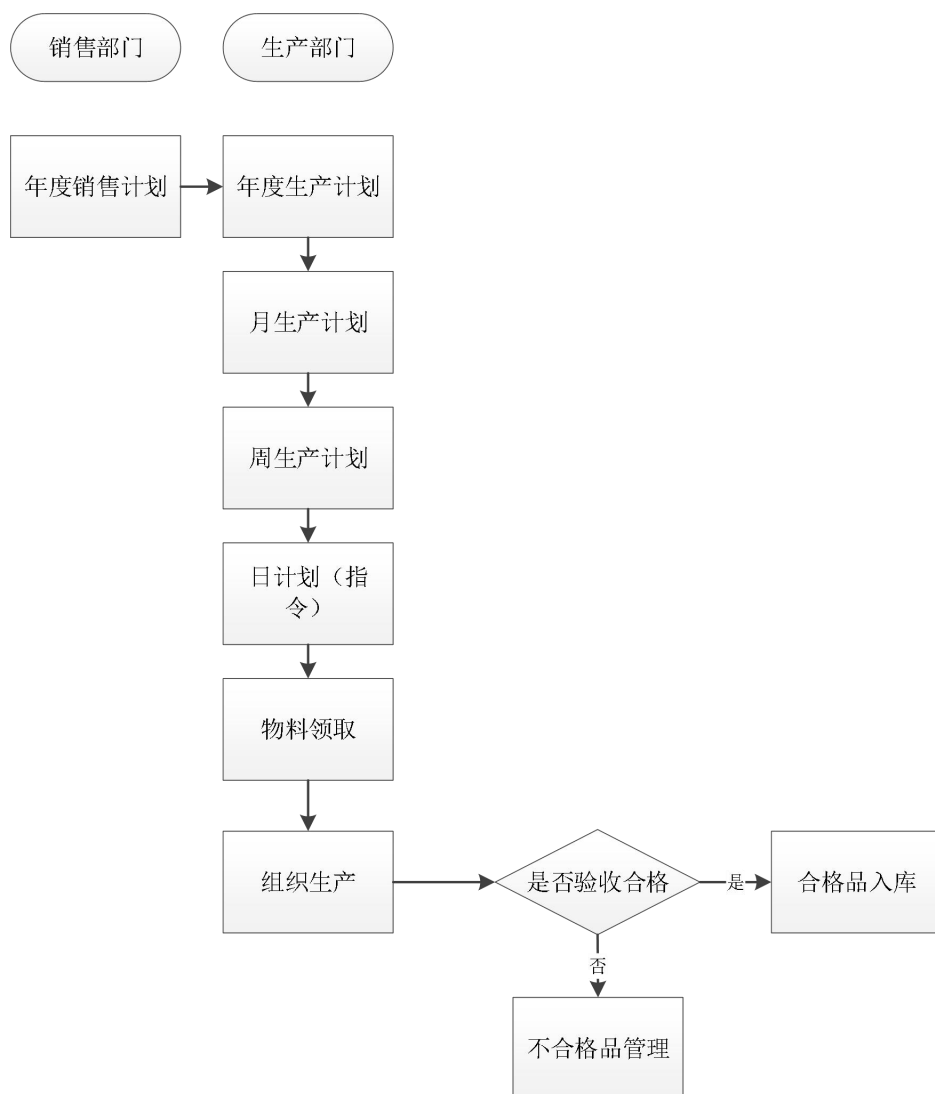 销售部门
生产部门
年度销售计划
年度生产计划
月生产计划
周生产计划
日计划（指
令）
物料领取
组织生产
是否验收合格
是
合格品入库
否
不合格品管理